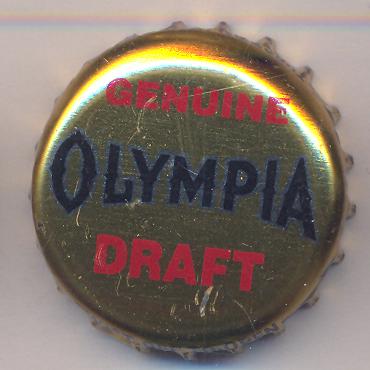 GENUINE
OLYMPIA
DRAFT